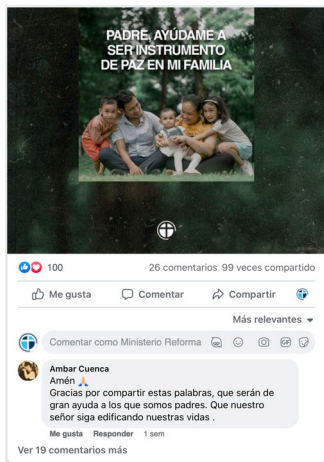 PADRE, AYÚDAME A
SER INSTRUMENTO
DE PAZ EN MI FAMILIA
100
26 comentarios 99 veces compartido
Me gusta Comentar Compartir
Más relevantes
Comentar como Ministerio Reforma
GIF
Ambar Cuenca
Amén 🙏
Gracias por compartir estas palabras, que serán de
gran ayuda a los que somos padres. Que nuestro
señor siga edificando nuestras vidas .
Me gusta Responder 1 sem
Ver 19 comentarios más